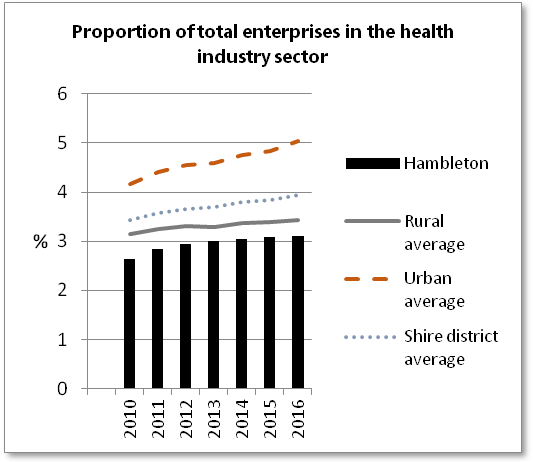 Proportion of total enterprises in the health
industry sector
6
5
4
3
2
1
0
%
2010
2011
2012
2013
2014
2015
2016
Hambleton
Rural
average
Urban
average
Shire district
average